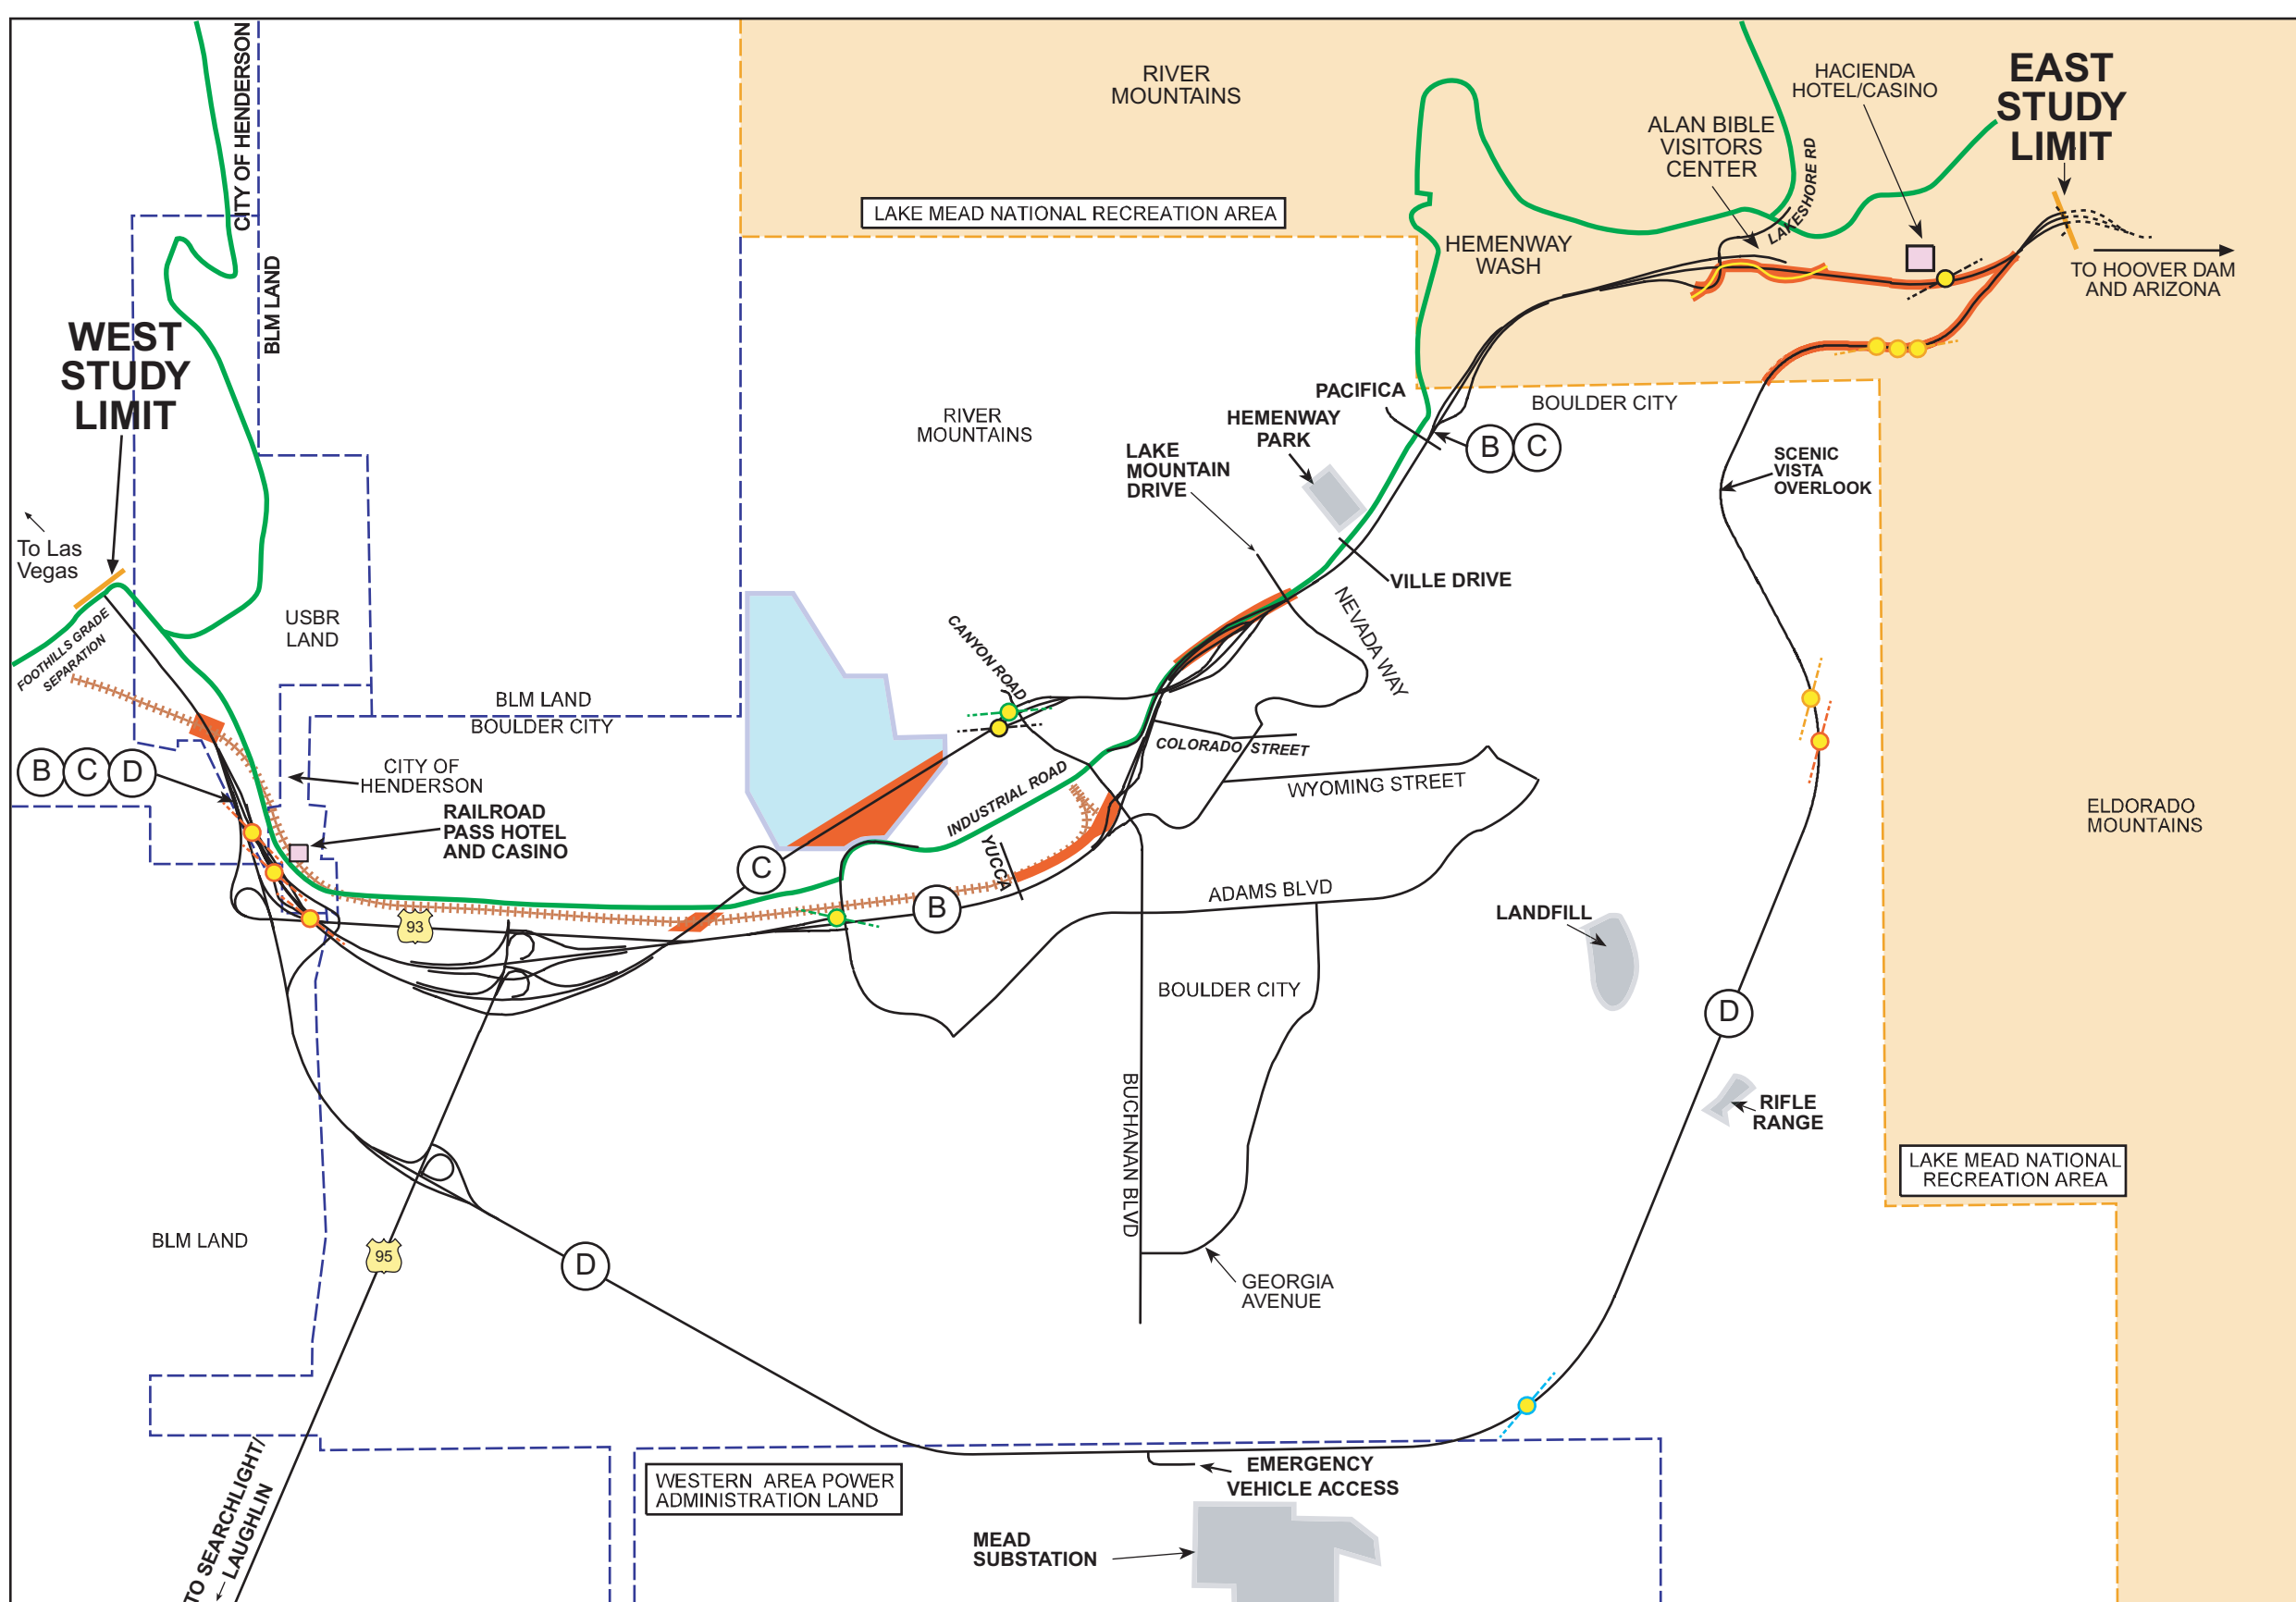 CITY OF HENDERSON
BLM LAND
RIVER
MOUNTAINS
LAKE MEAD NATIONAL RECREATION AREA
HACIENDA
HOTEL/CASINO
EAST
STUDY
LIMIT
ALAN BIBLE
VISITORS
CENTER
LAKESHORE RD
HEMENWAY
WASH
TO HOOVER DAM
AND ARIZONA
WEST
STUDY
LIMIT
To Las
Vegas
FOOTHILLS GRADE
SEPARATION
USBR
LAND
RIVER
MOUNTAINS
PACIFICA
HEMENWAY
PARK
LAKE
MOUNTAIN
DRIVE
B
C
BOULDER CITY
SCENIC
VISTA
OVERLOOK
VILLE DRIVE
NEVADA WAY
CANYON ROAD
BLM LAND
BOULDER CITY
B
C
D
CITY OF
HENDERSON
RAILROAD
PASS HOTEL
AND CASINO
COLORADO STREET
WYOMING STREET
INDUSTRIAL ROAD
YUCCA
ELDORADO
MOUNTAINS
C
B
93
ADAMS BLVD
LANDFILL
BOULDER CITY
D
BUCHANAN BLVD
RIFLE
RANGE
LAKE MEAD NATIONAL
RECREATION AREA
BLM LAND
95
D
GEORGIA
AVENUE
TO SEARCHLIGHT/
LAUGHLIN
WESTERN AREA POWER
ADMINISTRATION LAND
EMERGENCY
VEHICLE ACCESS
MEAD
SUBSTATION